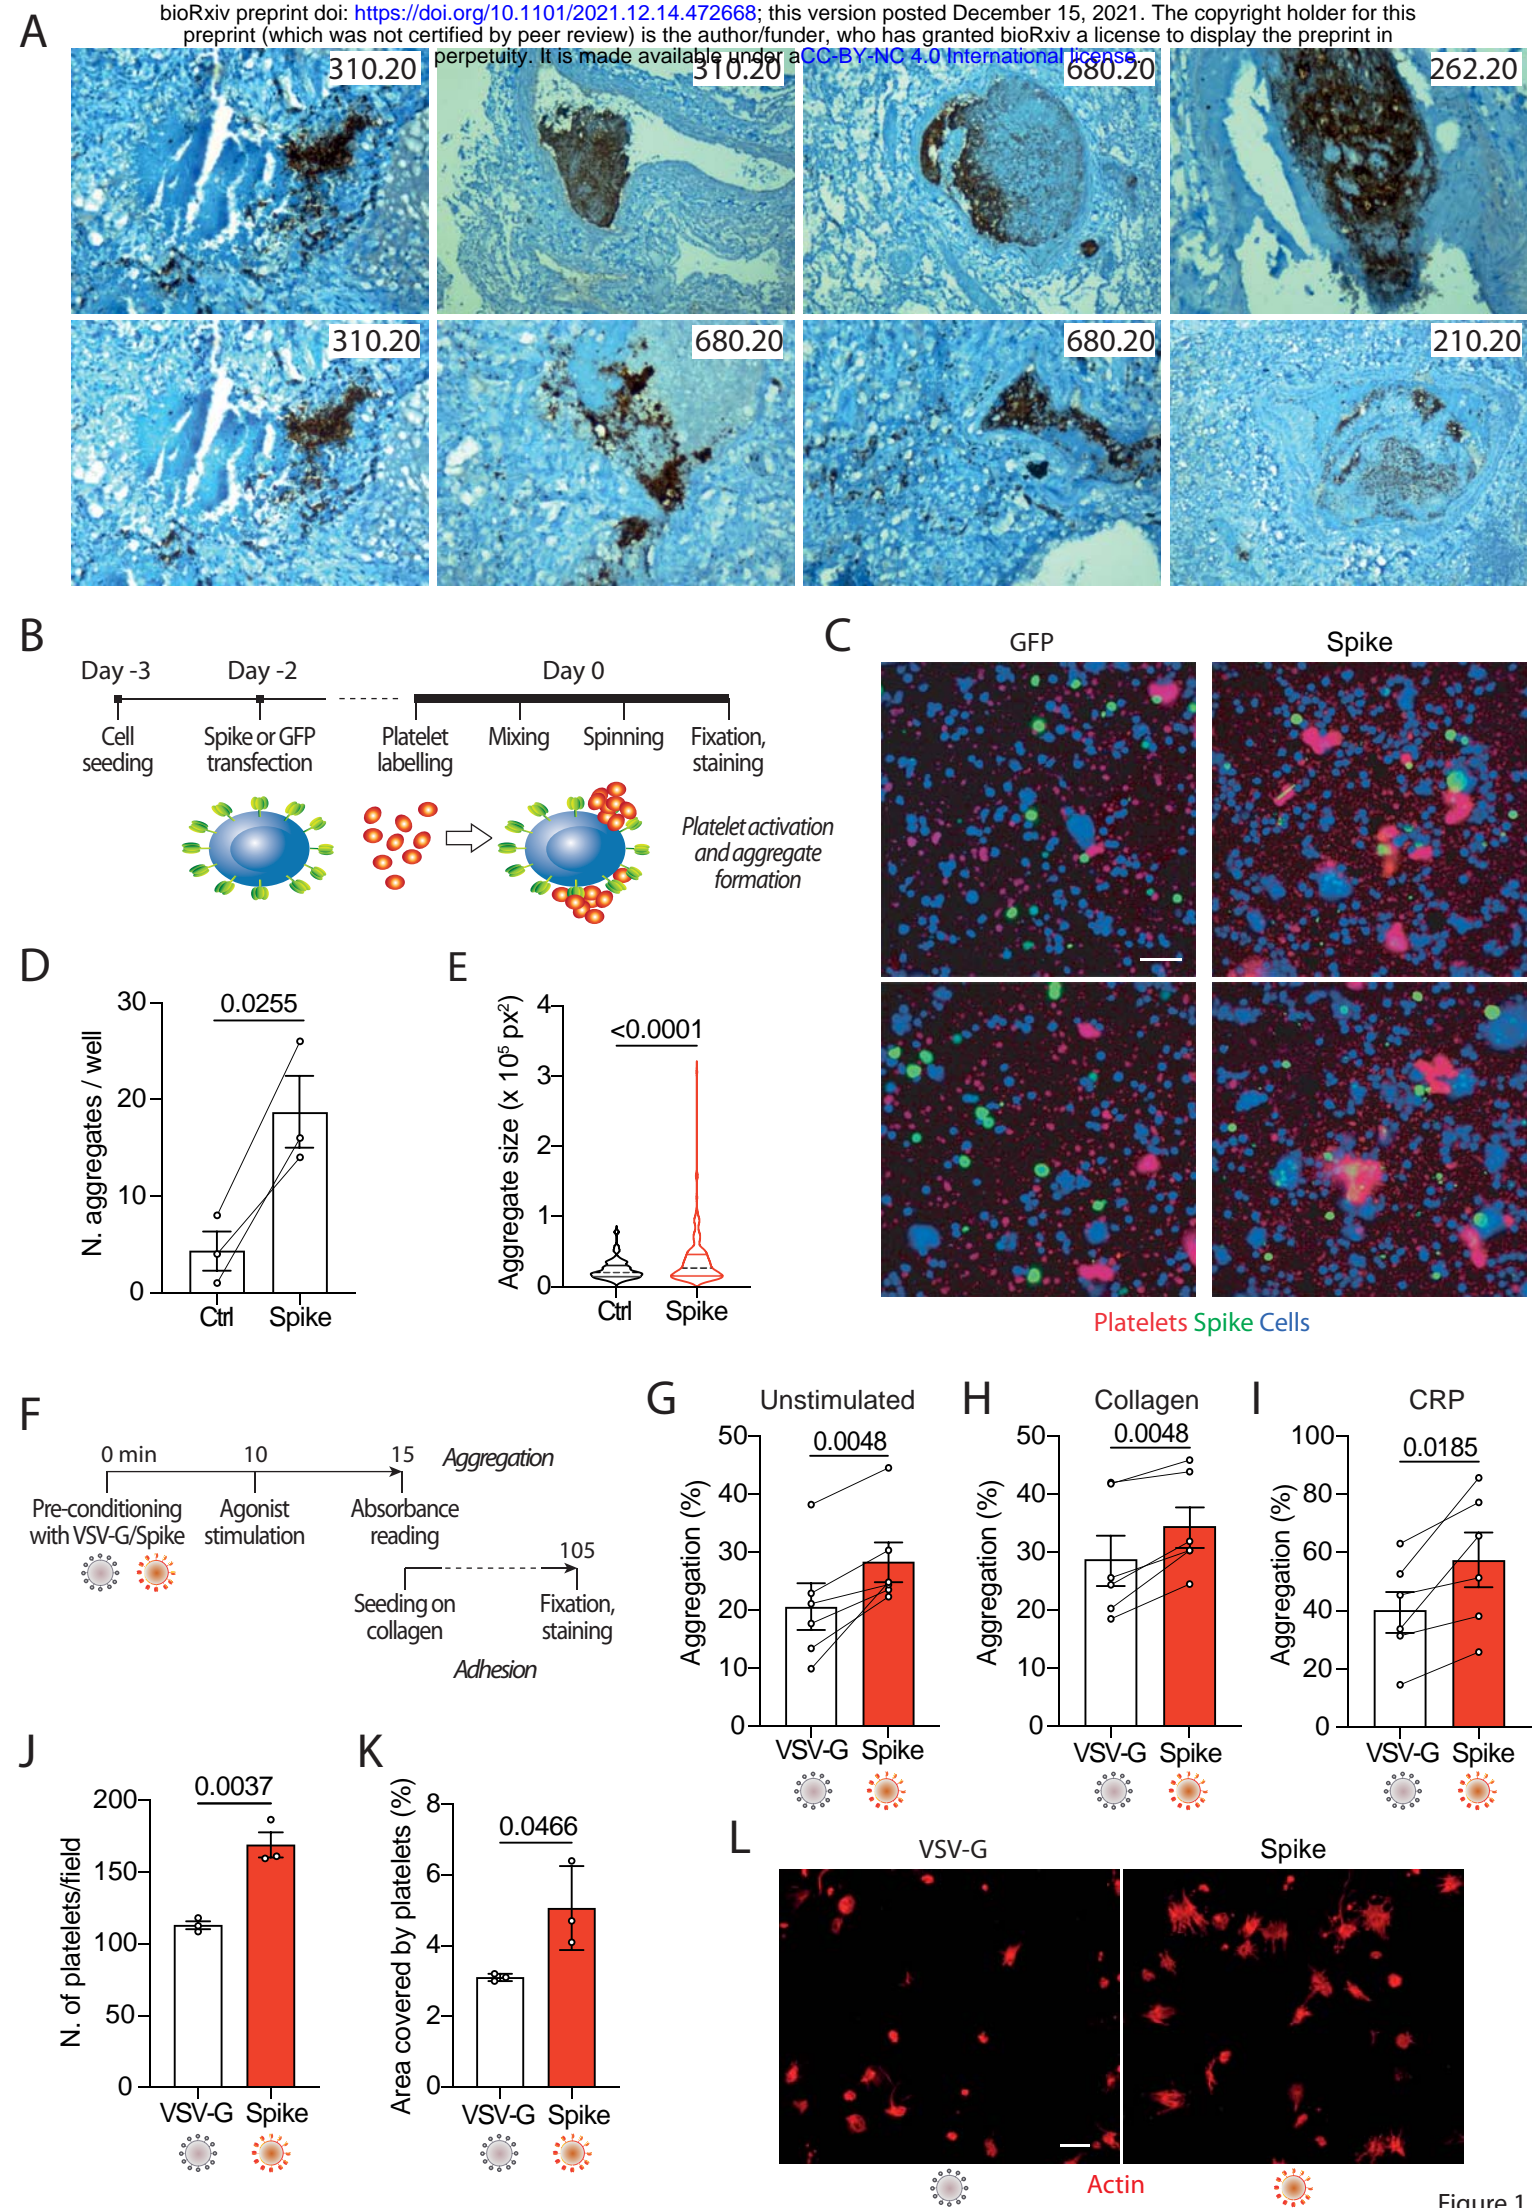 bioRxiv preprint doi: https://doi.org/10.1101/2021.12.14.472668; this version posted December 15, 2021. The copyright holder for this
preprint (which was not certified by peer review) is the author/funder, who has granted bioRxiv a license to display the preprint in
perpetuity. It is made available under aCC-BY-NC 4.0 International license.
A
310.20 310.20 680.20 262.20
310.20 680.20 680.20 210.20
B
Day -3 Day -2 Day 0
Cell seeding
Spike or GFP transfection
Platelet labelling
Mixing
Spinning
Fixation, staining
Platelet activation
and aggregate
formation
C
GFP Spike
Platelets Spike Cells
D
N. aggregates / well
30
20
10
0
0.0255
Ctrl Spike
E
Aggregate size (x 10⁵ px²)
4
3
2
1
0
<0.0001
Ctrl Spike
F
0 min 10 15 Aggregation
Pre-conditioning
with VSV-G/Spike
Agonist
stimulation
Absorbance
reading
105
Seeding on
collagen
Fixation,
staining
Adhesion
G
Unstimulated
Aggregation (%)
50
40
30
20
10
0
0.0048
VSV-G Spike
H
Collagen
Aggregation (%)
50
40
30
20
10
0
0.0048
VSV-G Spike
I
CRP
Aggregation (%)
100
80
60
40
20
0
0.0185
VSV-G Spike
J
N. of platelets/field
200
150
100
50
0
0.0037
VSV-G Spike
K
Area covered by platelets (%)
8
6
4
2
0
0.0466
VSV-G Spike
L
VSV-G Spike
Actin
Figure 1